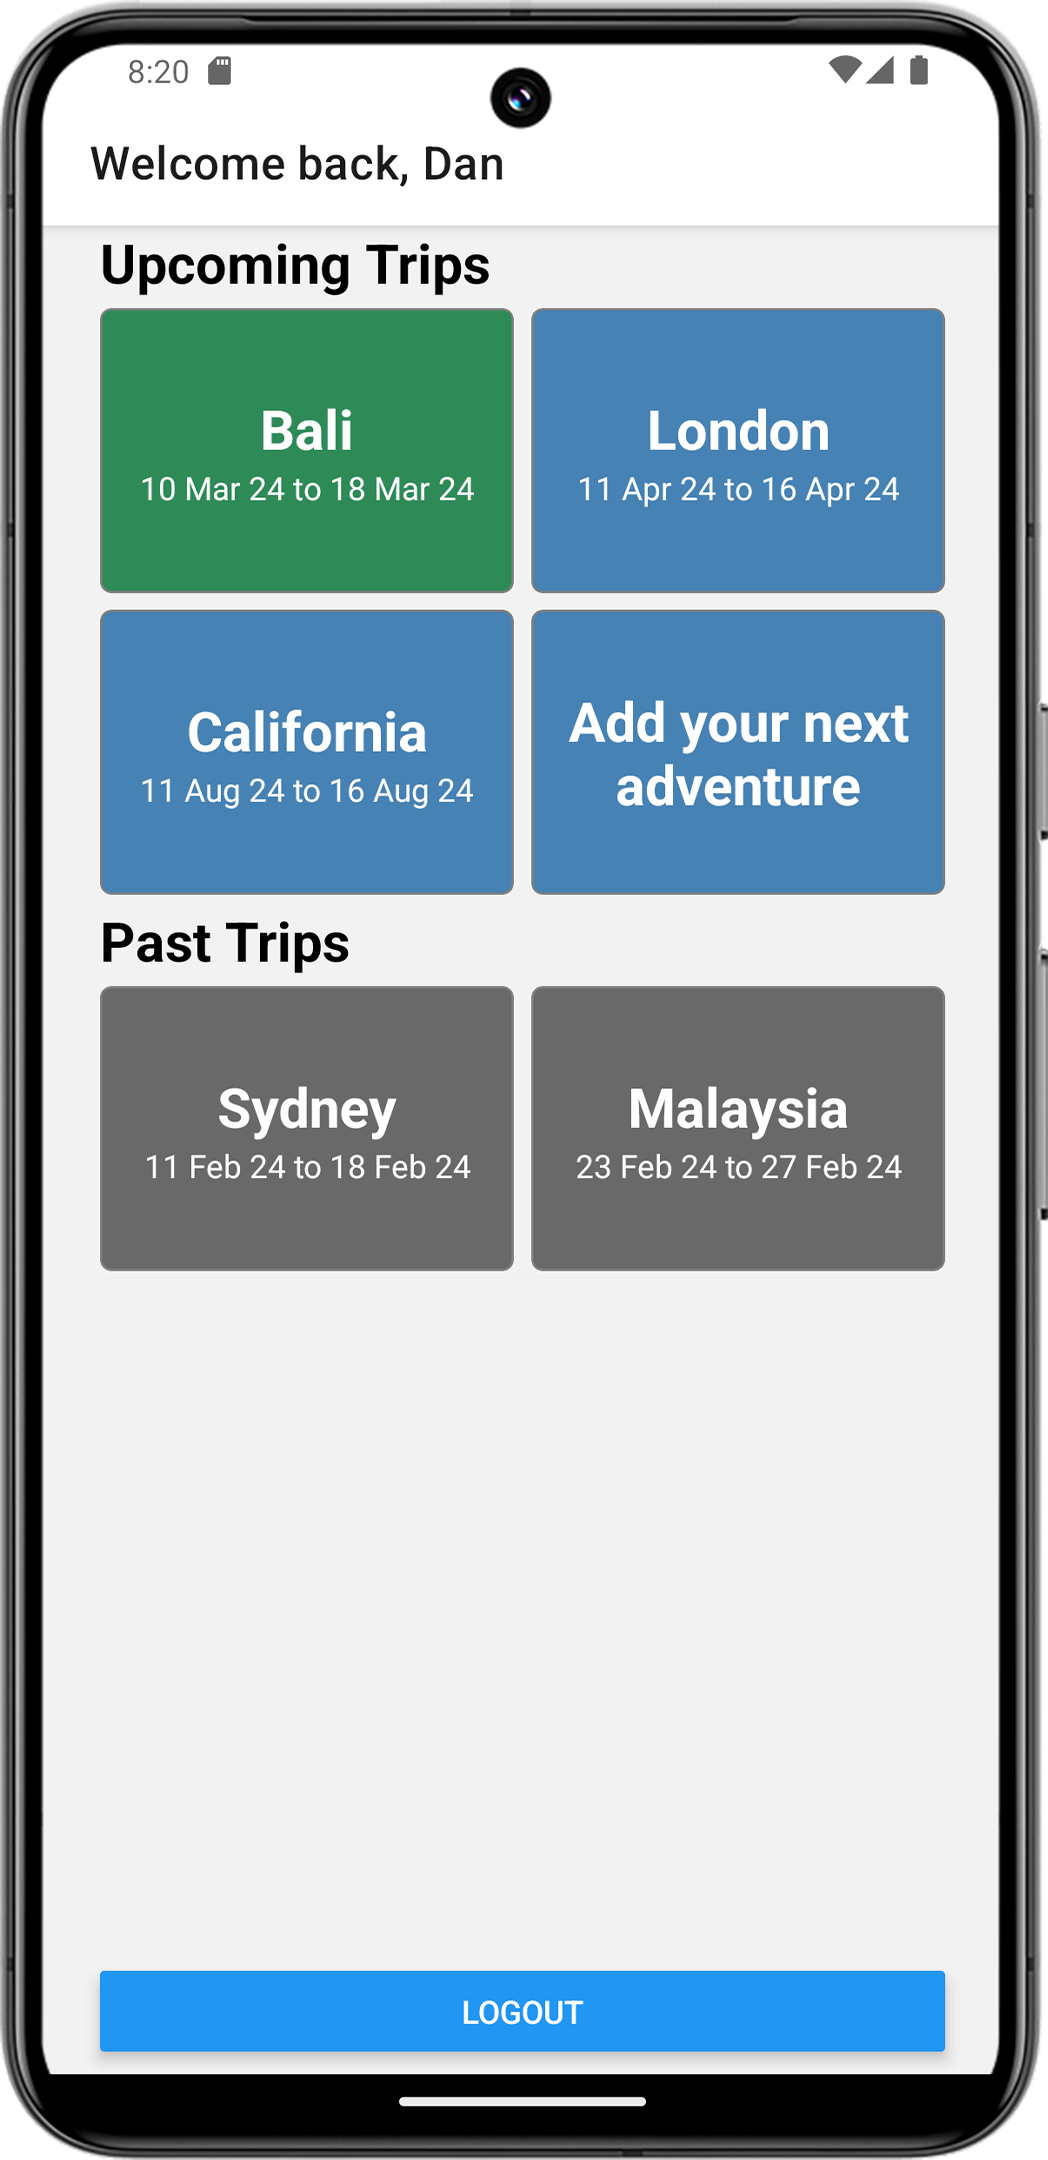 8:20
Welcome back, Dan
Upcoming Trips
Bali
10 Mar 24 to 18 Mar 24
London
11 Apr 24 to 16 Apr 24
California
11 Aug 24 to 16 Aug 24
Add your next
adventure
Past Trips
Sydney
11 Feb 24 to 18 Feb 24
Malaysia
23 Feb 24 to 27 Feb 24
LOGOUT